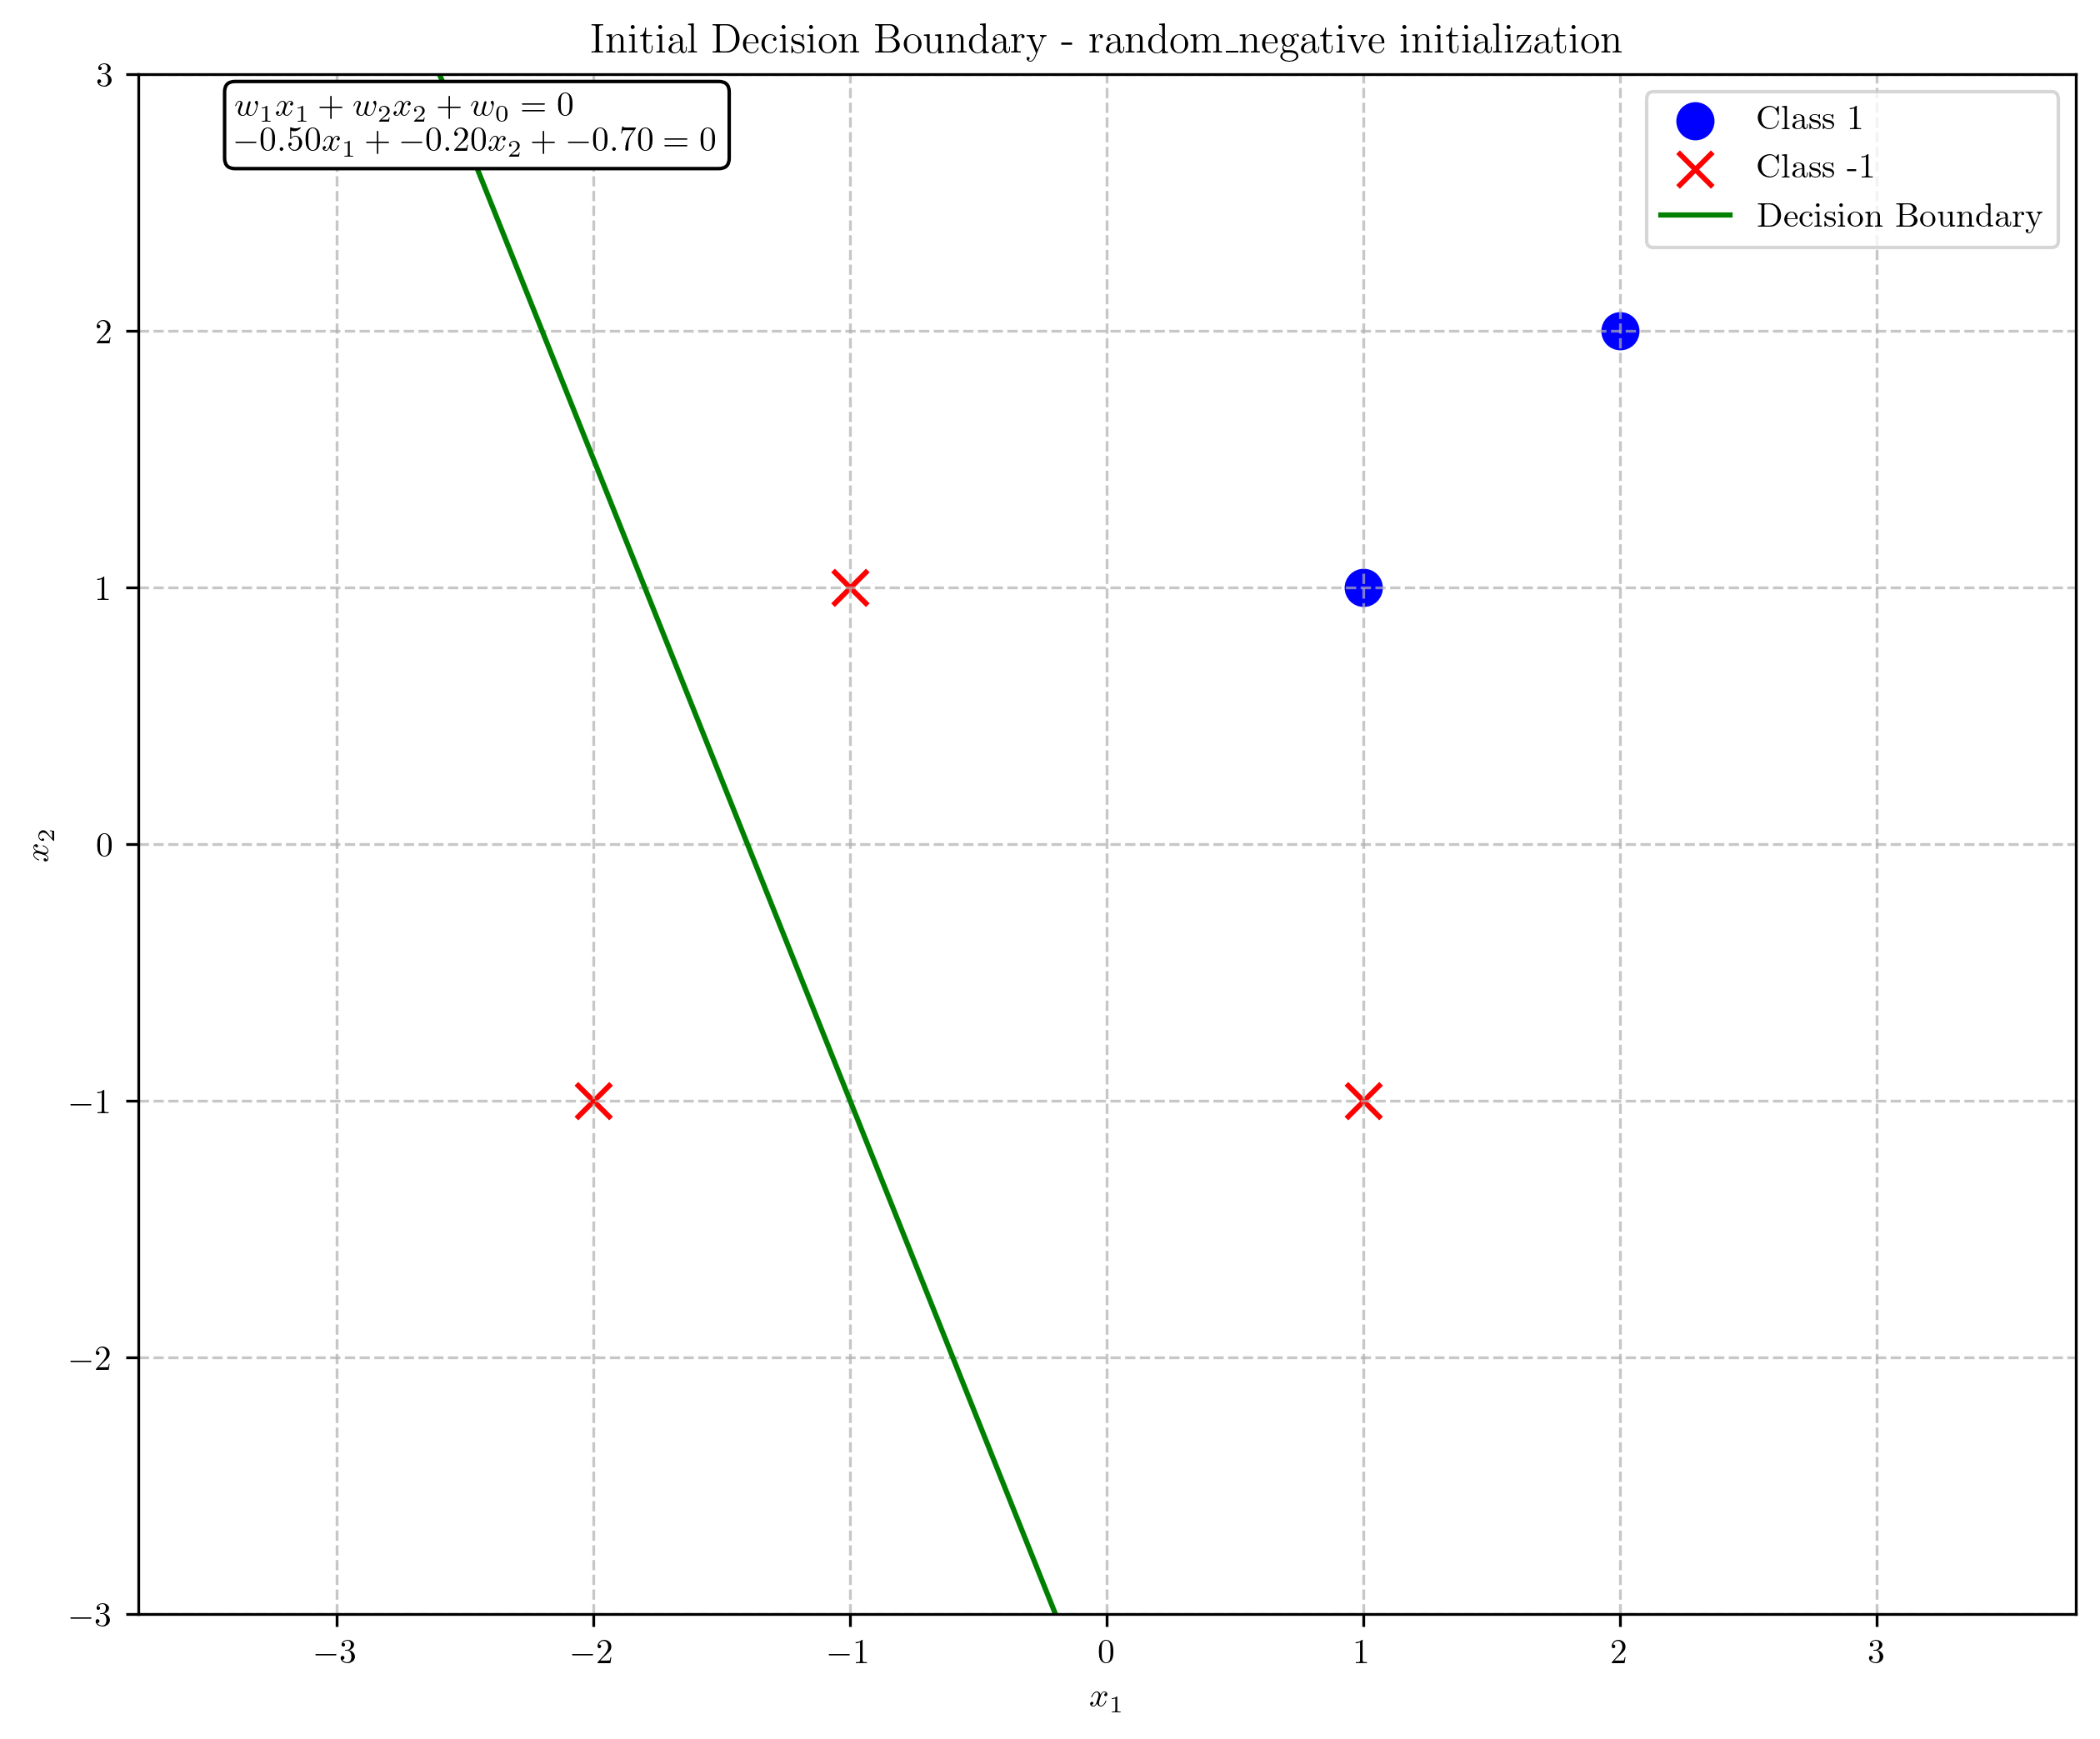 Initial Decision Boundary - random_negative initialization
w₁x₁ + w₂x₂ + w₀ = 0
−0.50x₁ + −0.20x₂ + −0.70 = 0
Class 1
Class -1
Decision Boundary
3
2
1
0
−1
−2
−3
x₂
−3
−2
−1
0
1
2
3
x₁